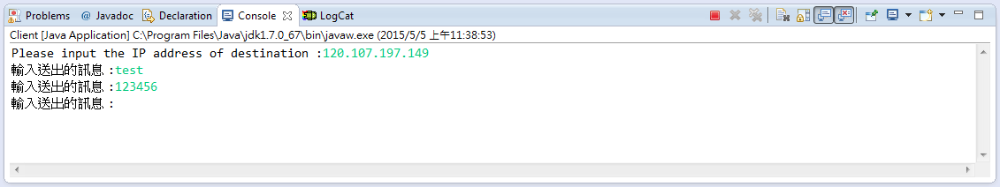 Problems @ Javadoc Declaration Console LogCat
Client [Java Application] C:\Program Files\Java\jdk1.7.0_67\bin\javaw.exe (2015/5/5 上午11:38:53)
Please input the IP address of destination :120.107.197.149
輸入送出的訊息 :test
輸入送出的訊息 :123456
輸入送出的訊息 :